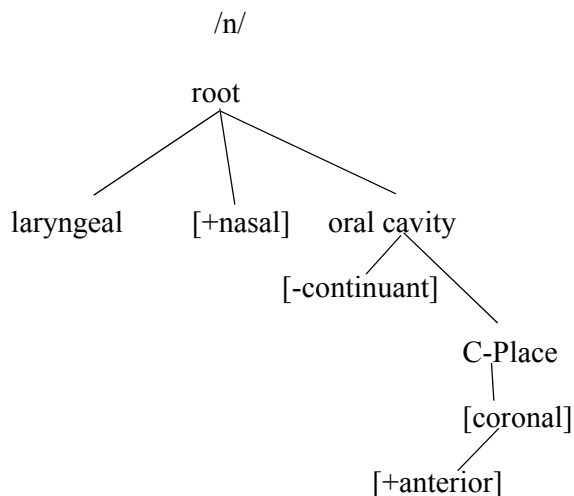 /n/
root
laryngeal [+nasal] oral cavity
[-continuant]
C-Place
[coronal]
[+anterior]